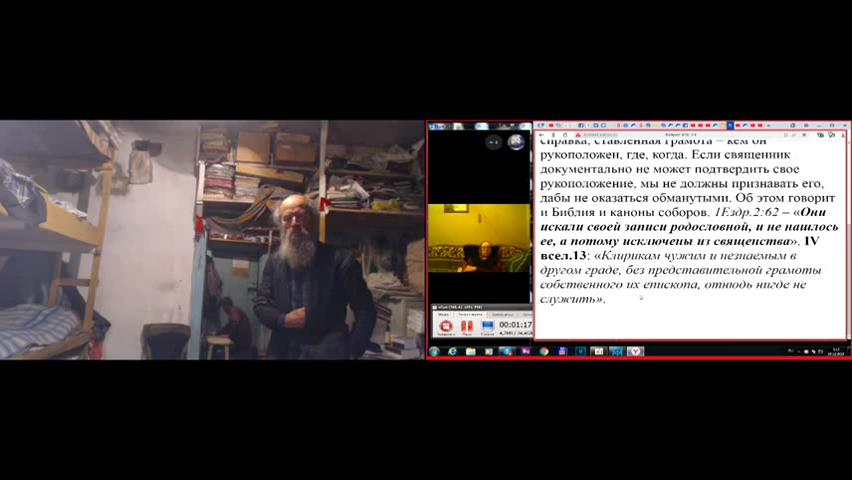 справка, ставленная грамота – кем он
рукоположен, где, когда. Если священник
документально не может подтвердить свое
рукоположение, мы не должны признавать его,
дабы не оказаться обманутыми. Об этом говорит
и Библия и каноны соборов. 1Ездр.2:62 – «Они
искали своей записи родословной, и не нашлось
ее, а потому исключены из священства». IV
всел.13: «Клирикам чужим и незнаемым в
другом граде, без представительной грамоты
собственного их епископа, отнюдь нигде не
служить».
00:01:17